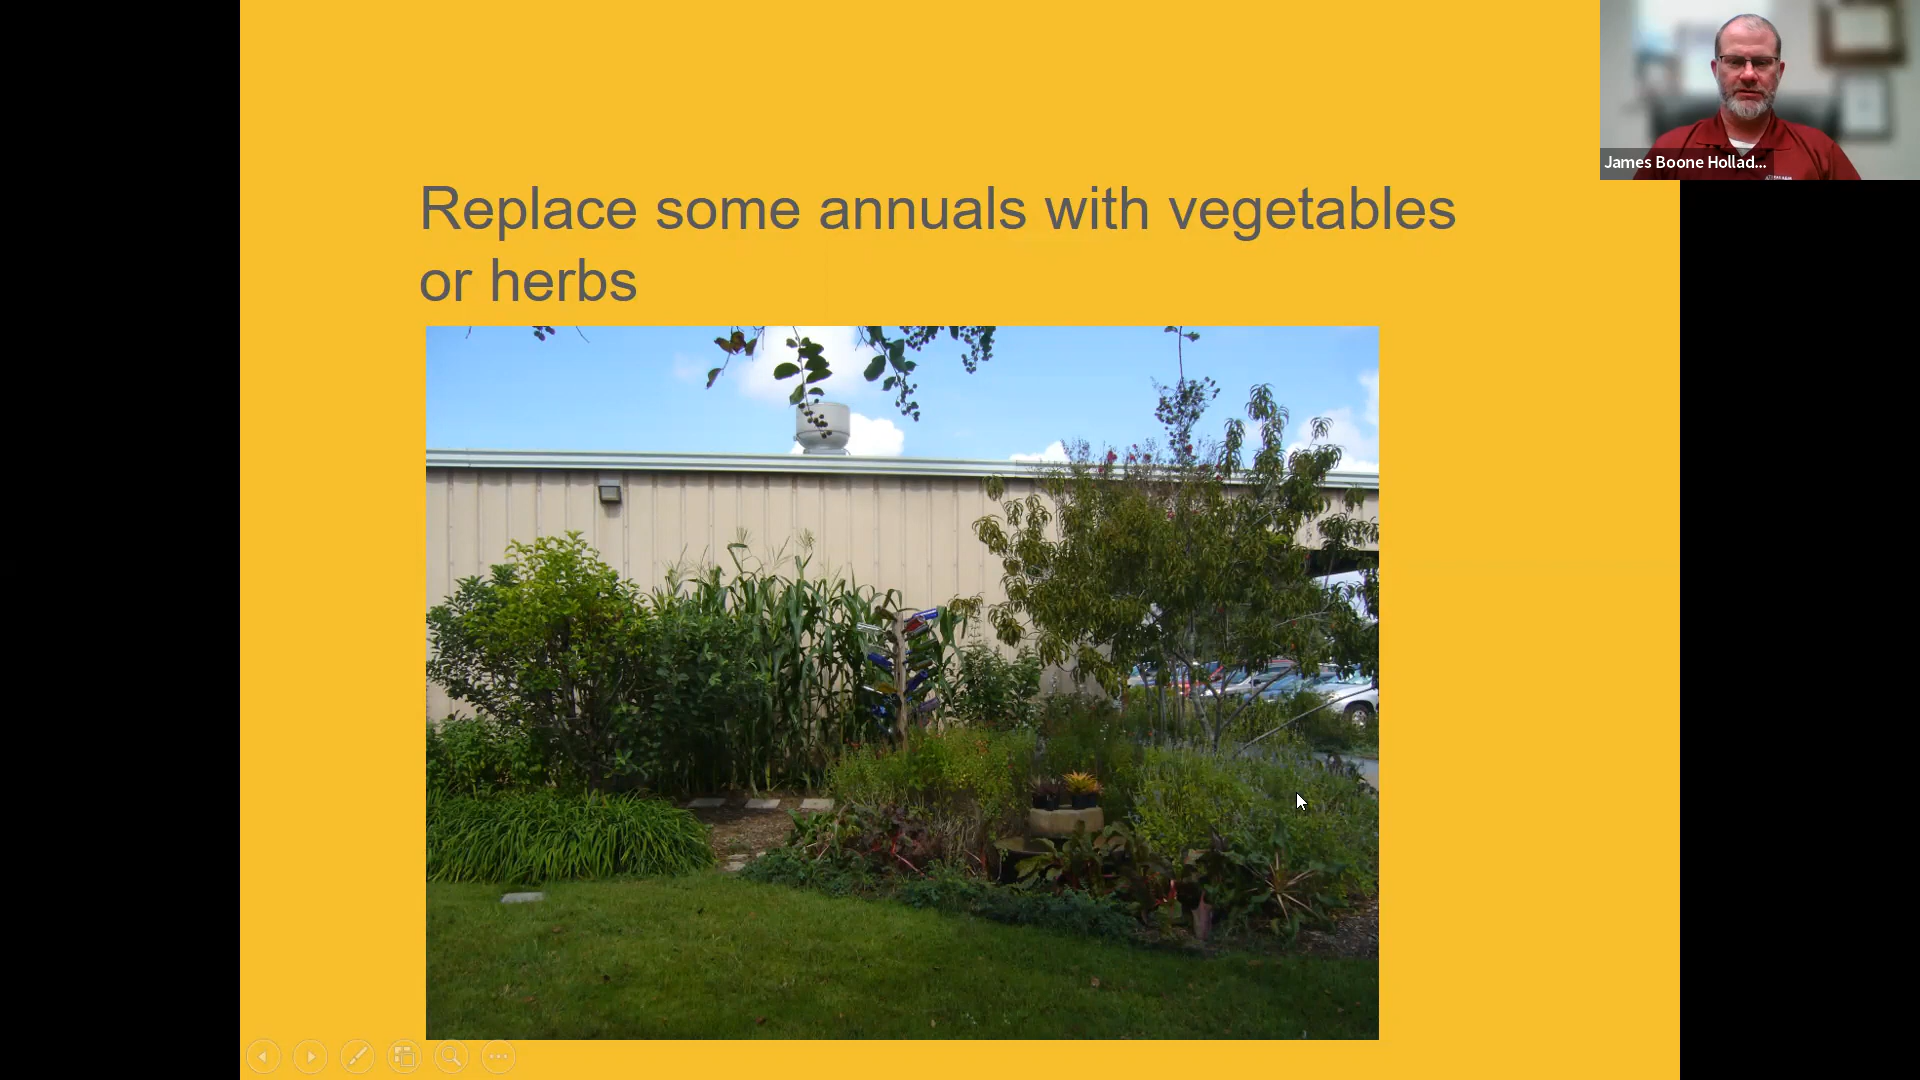 Replace some annuals with vegetables
or herbs
James Boone Hollad...